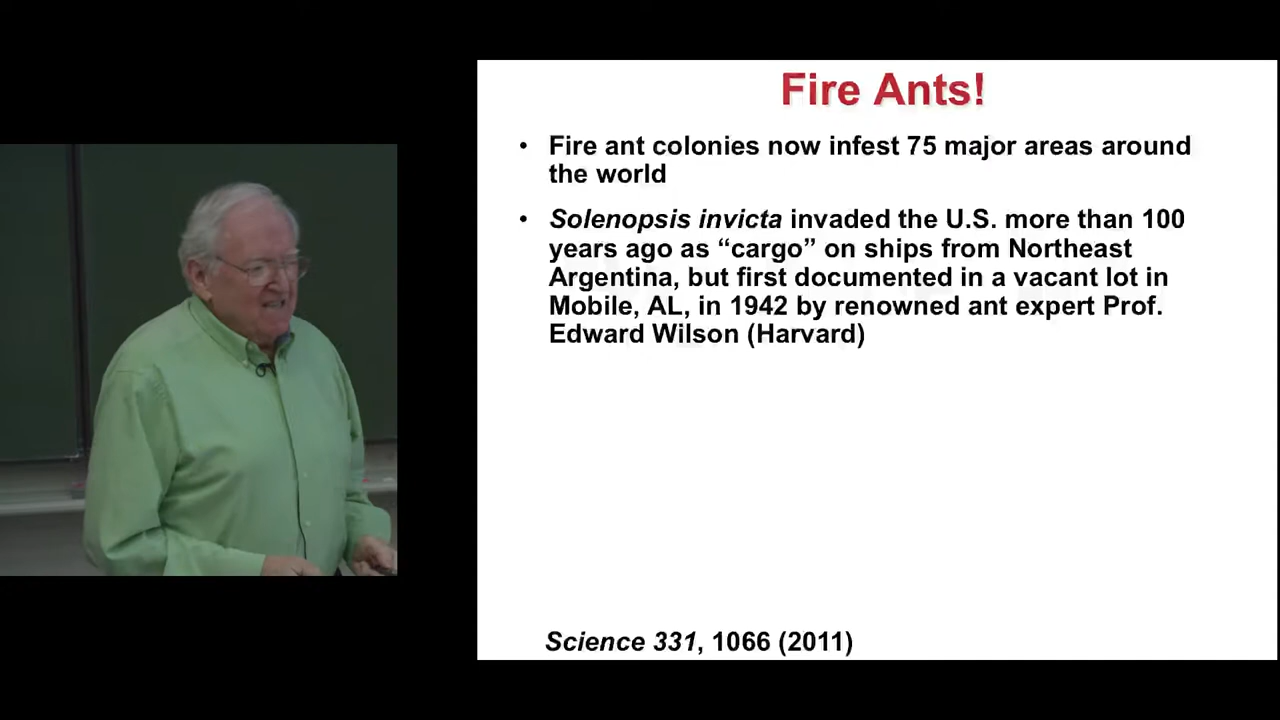 Fire Ants!
• Fire ant colonies now infest 75 major areas around
the world
• Solenopsis invicta invaded the U.S. more than 100
years ago as “cargo” on ships from Northeast
Argentina, but first documented in a vacant lot in
Mobile, AL, in 1942 by renowned ant expert Prof.
Edward Wilson (Harvard)
Science 331, 1066 (2011)